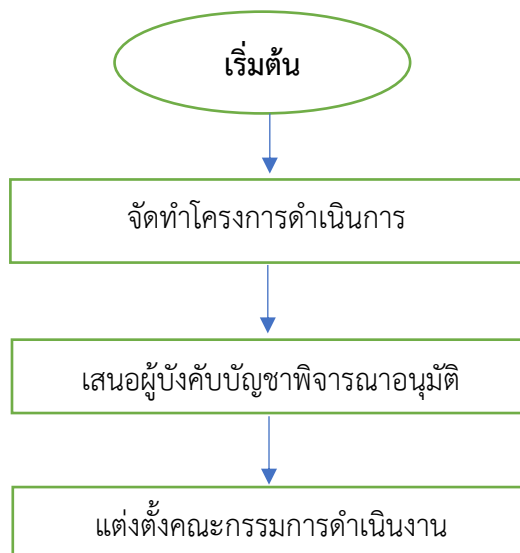 เริ่มต้น
จัดทำโครงการดำเนินการ
เสนอผู้บังคับบัญชาพิจารณาอนุมัติ
แต่งตั้งคณะกรรมการดำเนินงาน